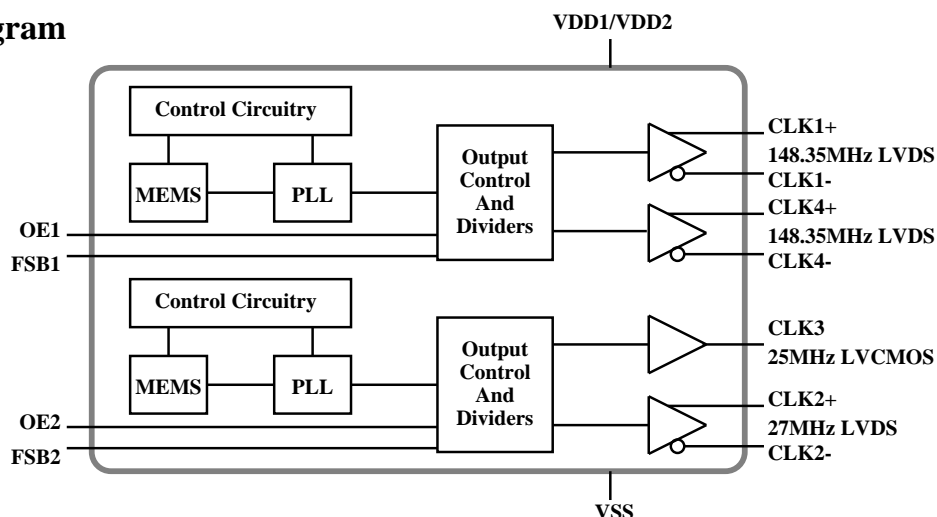 gram
VDD1/VDD2
Control Circuitry
MEMS
PLL
Output
Control
And
Dividers
OE1
FSB1
CLK1+
148.35MHz LVDS
CLK1-
CLK4+
148.35MHz LVDS
CLK4-
Control Circuitry
MEMS
PLL
Output
Control
And
Dividers
OE2
FSB2
CLK3
25MHz LVCMOS
CLK2+
27MHz LVDS
CLK2-
VSS